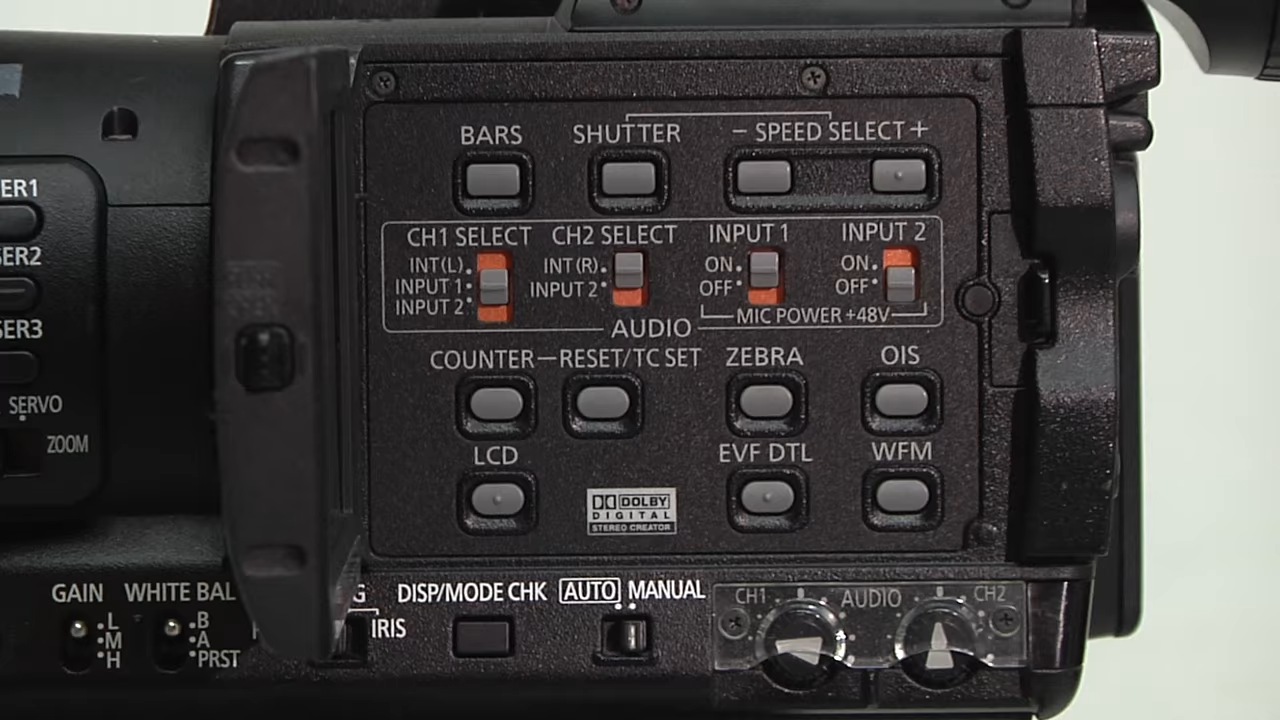 BARS SHUTTER – SPEED SELECT +
CH1 SELECT CH2 SELECT INPUT 1 INPUT 2
INT(L) INT(R) ON ON
INPUT 1 INPUT 2 OFF OFF
INPUT 2
MIC POWER +48V
AUDIO
COUNTER RESET/TC SET ZEBRA OIS
LCD EVF DTL WFM
DOLBY
DIGITAL
STEREO CREATOR
ER1
SER2
SER3
SERVO
ZOOM
GAIN WHITE BAL G DISP/MODE CHK AUTO MANUAL CH1 AUDIO CH2
L B IRIS
M A
H PRST